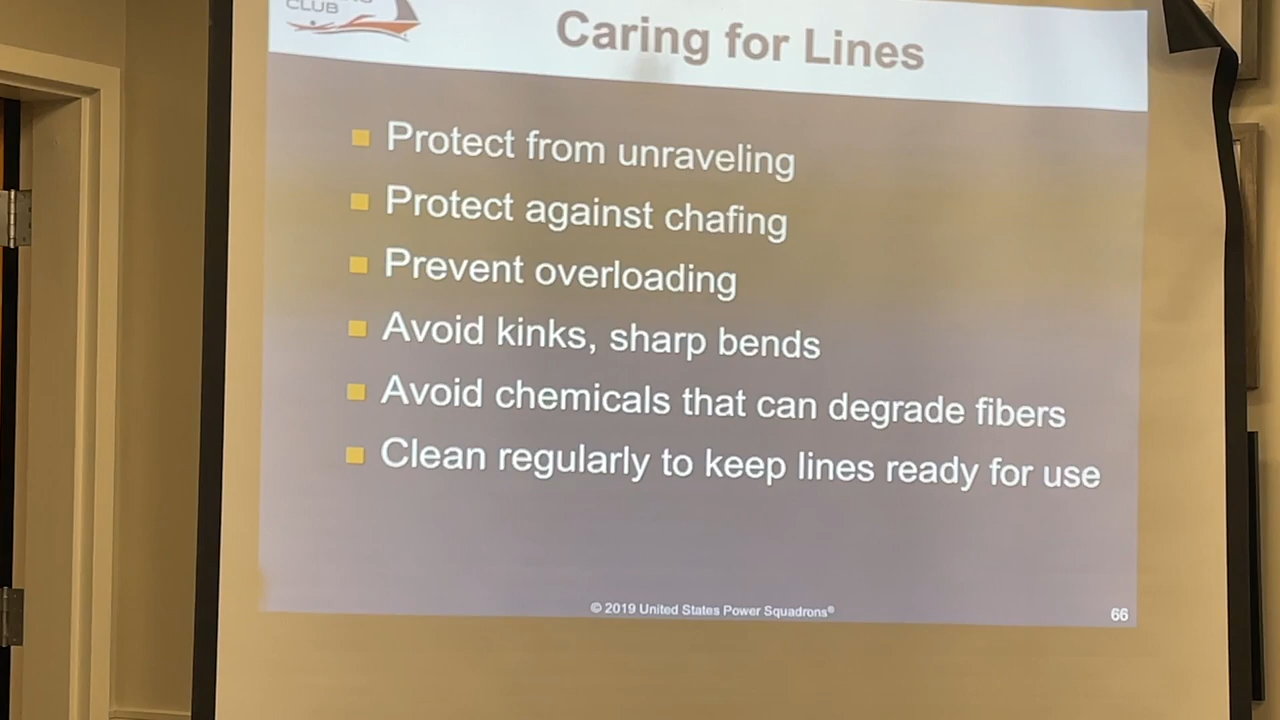 CLUB
Caring for Lines
Protect from unraveling
Protect against chafing
Prevent overloading
Avoid kinks, sharp bends
Avoid chemicals that can degrade fibers
Clean regularly to keep lines ready for use
© 2019 United States Power Squadrons®
66